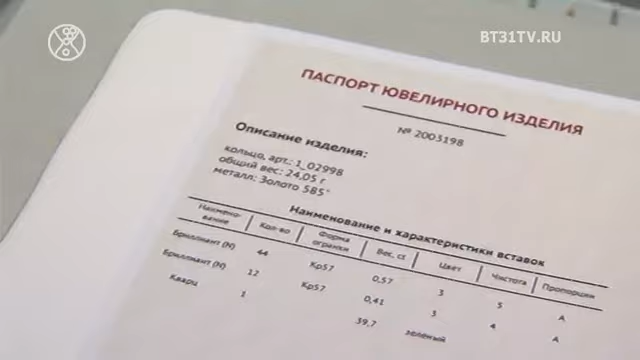 BT31TV.RU
ПАСПОРТ ЮВЕЛИРНОГО ИЗДЕЛИЯ
№ 2003198
Описание изделия:
кольцо, арт.: 1_02998
общий вес: 24,05 г
металл: Золото 585°
Наименование и характеристики вставок
Наимено-вание Кол-во Форма огранки Вес, ct Цвет Чистота Пропорции
Бриллиант (N) 44 Кр57 0,57 3 5 А
Бриллиант (N) 12 Кр57 0,41 3 4 А
Кварц 1 39,7 зеленый